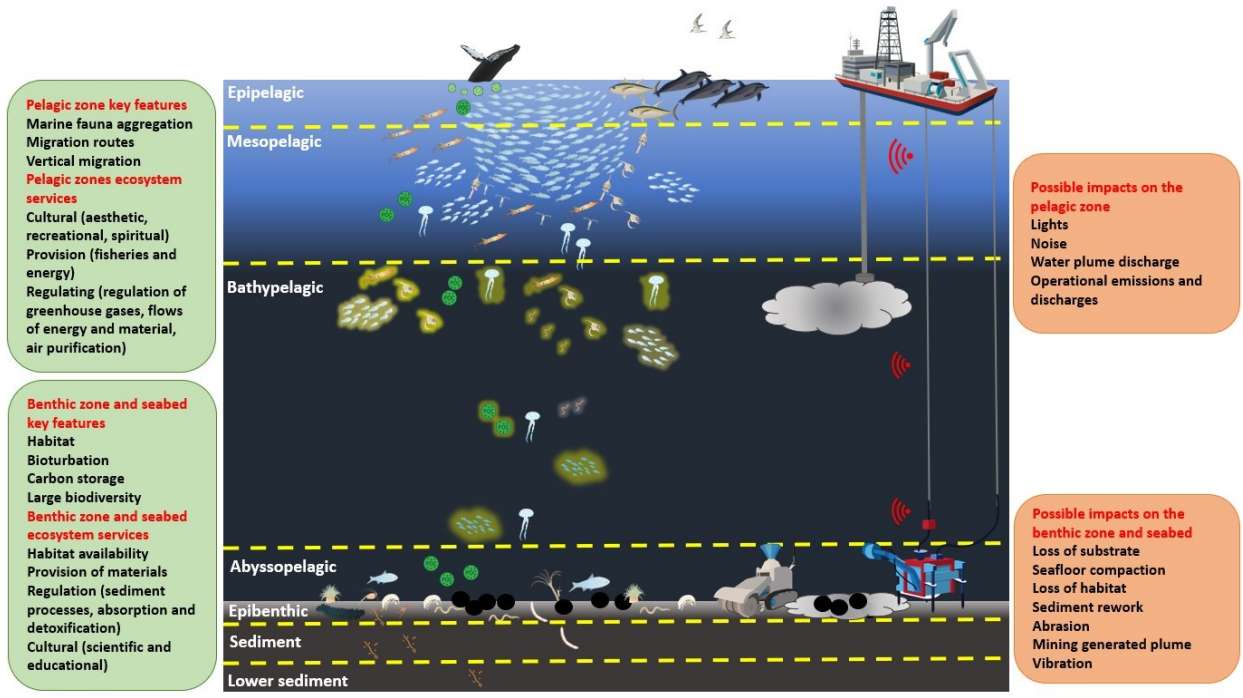 Pelagic zone key features
Marine fauna aggregation
Migration routes
Vertical migration
Pelagic zones ecosystem
services
Cultural (aesthetic,
recreational, spiritual)
Provision (fisheries and
energy)
Regulating (regulation of
greenhouse gases, flows
of energy and material,
air purification)
Benthic zone and seabed
key features
Habitat
Bioturbation
Carbon storage
Large biodiversity
Benthic zone and seabed
ecosystem services
Habitat availability
Provision of materials
Regulation (sediment
processes, absorption and
detoxification)
Cultural (scientific and
educational)
Epipelagic
Mesopelagic
Bathypelagic
Abyssopelagic
Epibenthic
Sediment
Lower sediment
POC
Possible impacts on the
pelagic zone
Lights
Noise
Water plume discharge
Operational emissions and
discharges
Possible impacts on the
benthic zone and seabed
Loss of substrate
Seafloor compaction
Loss of habitat
Sediment rework
Abrasion
Mining generated plume
Vibration